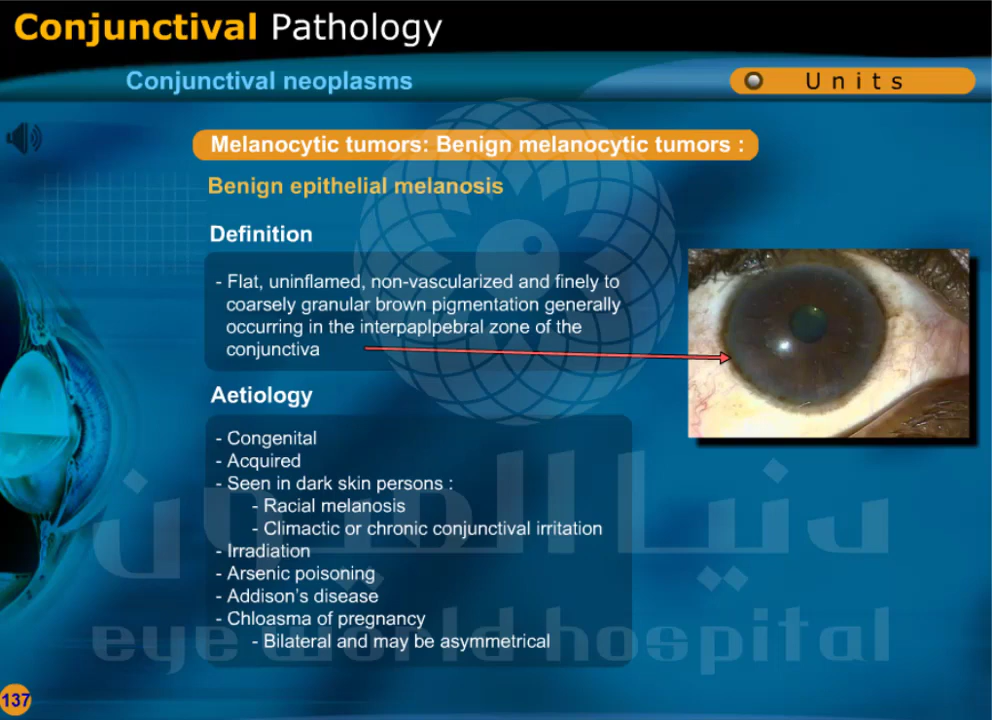 Conjunctival Pathology
Conjunctival neoplasms
Units
Melanocytic tumors: Benign melanocytic tumors :
Benign epithelial melanosis
Definition
- Flat, uninflamed, non-vascularized and finely to
coarsely granular brown pigmentation generally
occurring in the interpaplpebral zone of the
conjunctiva
Aetiology
- Congenital
- Acquired
- Seen in dark skin persons :
- Racial melanosis
- Climactic or chronic conjunctival irritation
- Irradiation
- Arsenic poisoning
- Addison's disease
- Chloasma of pregnancy
- Bilateral and may be asymmetrical
دنيا العيون
eye world hospital
137